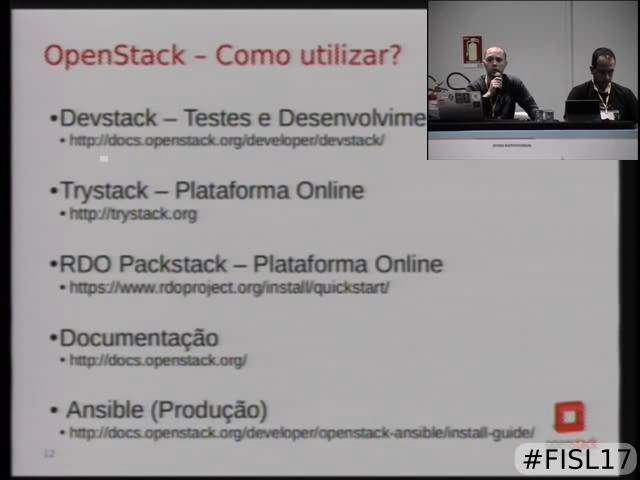 OpenStack – Como utilizar?
•Devstack – Testes e Desenvolvime
• http://docs.openstack.org/developer/devstack/
•Trystack – Plataforma Online
• http://trystack.org
•RDO Packstack – Plataforma Online
• https://www.rdoproject.org/install/quickstart/
•Documentação
• http://docs.openstack.org/
• Ansible (Produção)
• http://docs.openstack.org/developer/openstack-ansible/install-guide/
12
#FISL17